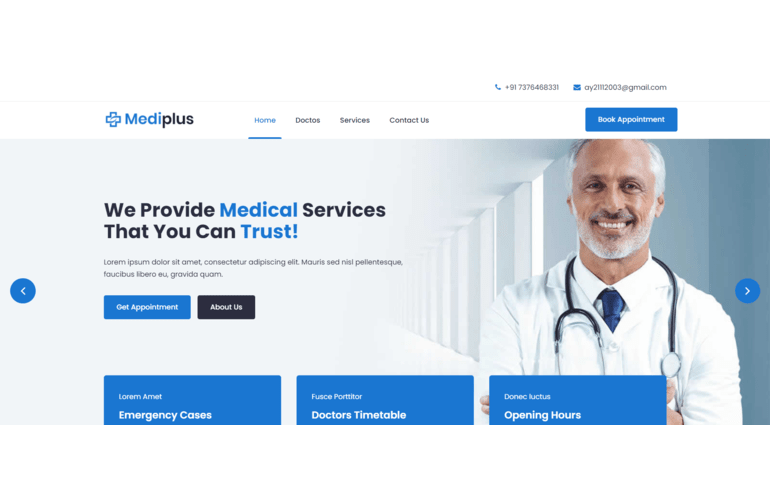 +91 7376468331 ay21112003@gmail.com
Mediplus Home Doctos Services Contact Us Book Appointment
We Provide Medical Services
That You Can Trust!
Lorem ipsum dolor sit amet, consectetur adipiscing elit. Mauris sed nisl pellentesque,
faucibus libero eu, gravida quam.
Get Appointment About Us
Lorem Amet Fusce Porttitor Donec luctus
Emergency Cases Doctors Timetable Opening Hours